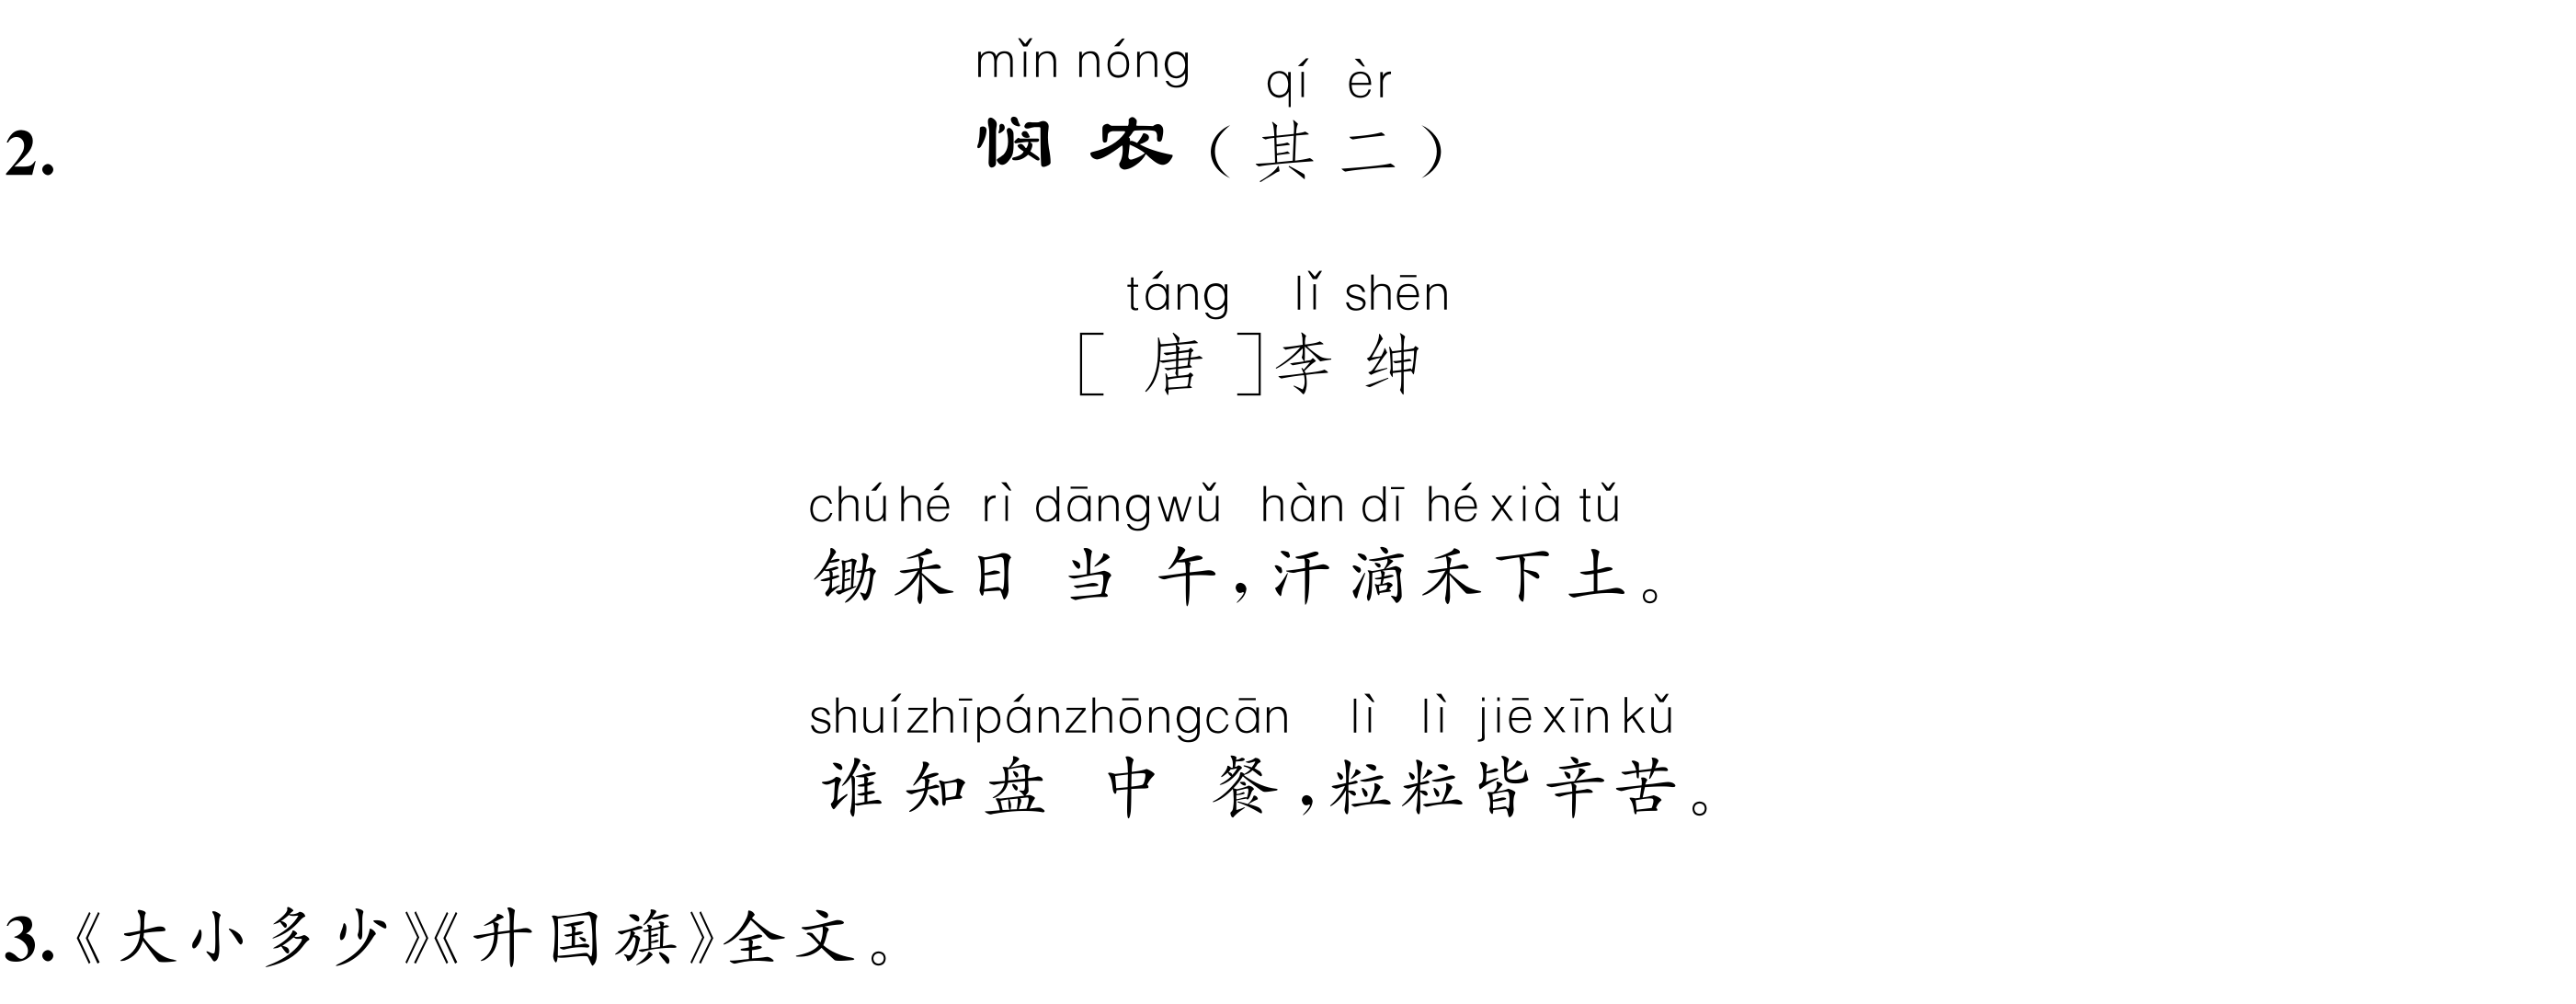 mǐn nóng qí èr
2. 悯农（其二）
táng lǐ shēn
［唐］李绅
chú hé rì dāng wǔ hàn dī hé xià tǔ
锄禾日当午，汗滴禾下土。
shuí zhī pán zhōng cān lì lì jiē xīn kǔ
谁知盘中餐，粒粒皆辛苦。
3.《大小多少》《升国旗》全文。